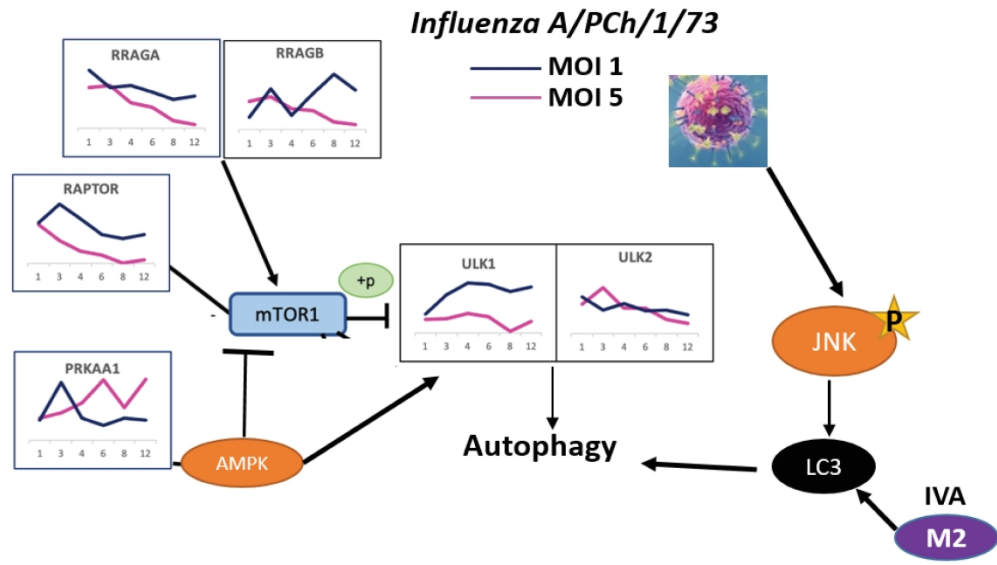 Influenza A/PCh/1/73
MOI 1
MOI 5
RRAGA
1 3 4 6 8 12
RRAGB
1 3 4 6 8 12
RAPTOR
1 3 4 6 8 12
-
mTOR1
+p
ULK1
1 3 4 6 8 12
ULK2
1 3 4 6 8 12
PRKAA1
1 3 4 6 8 12
AMPK
Autophagy
P
JNK
LC3
IVA
M2